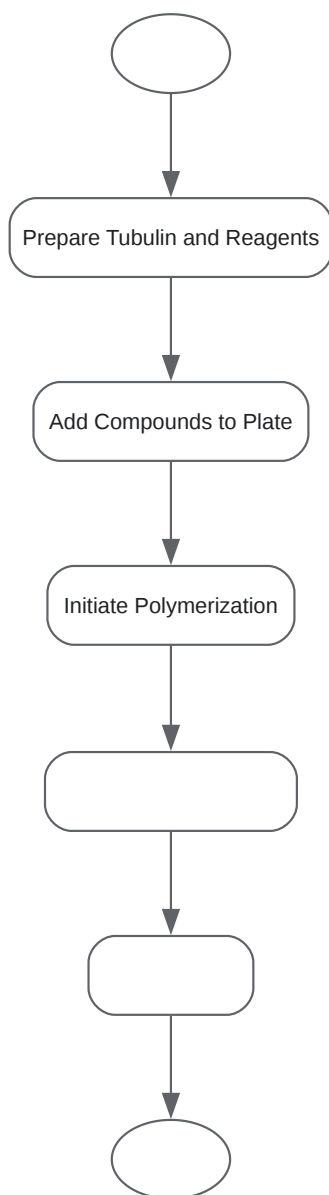 Prepare Tubulin and Reagents
Add Compounds to Plate
Initiate Polymerization